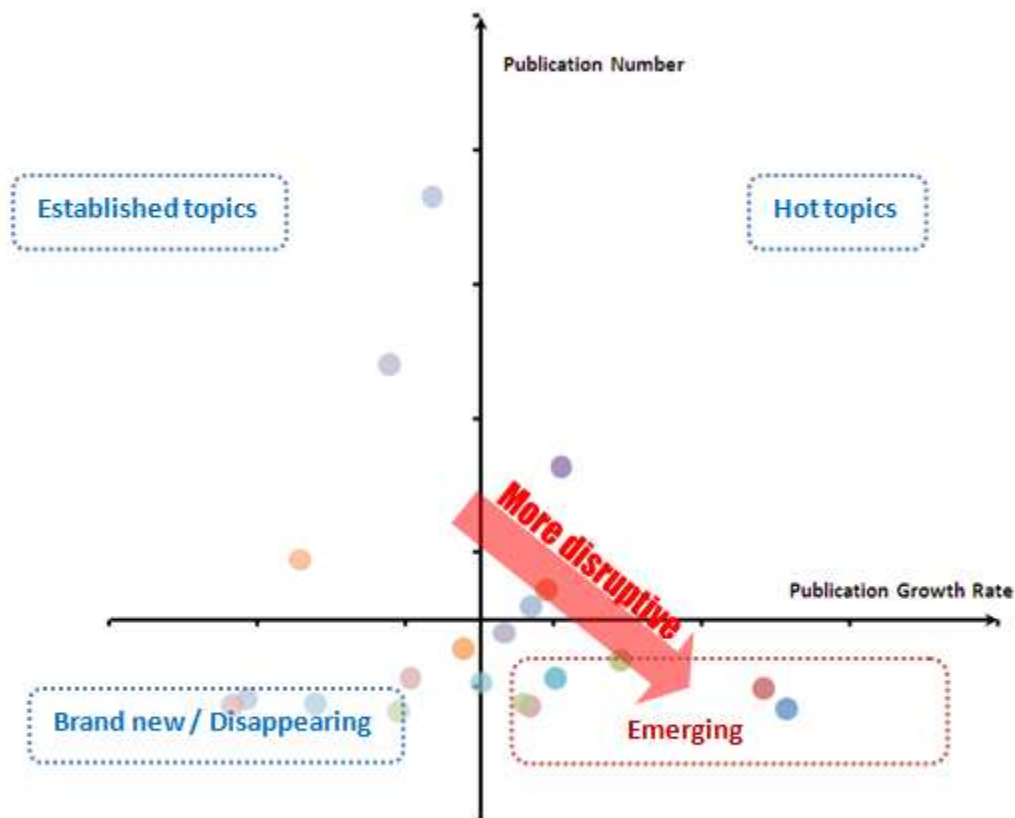 Publication Number
Established topics
Hot topics
More disruptive
Publication Growth Rate
Brand new / Disappearing
Emerging